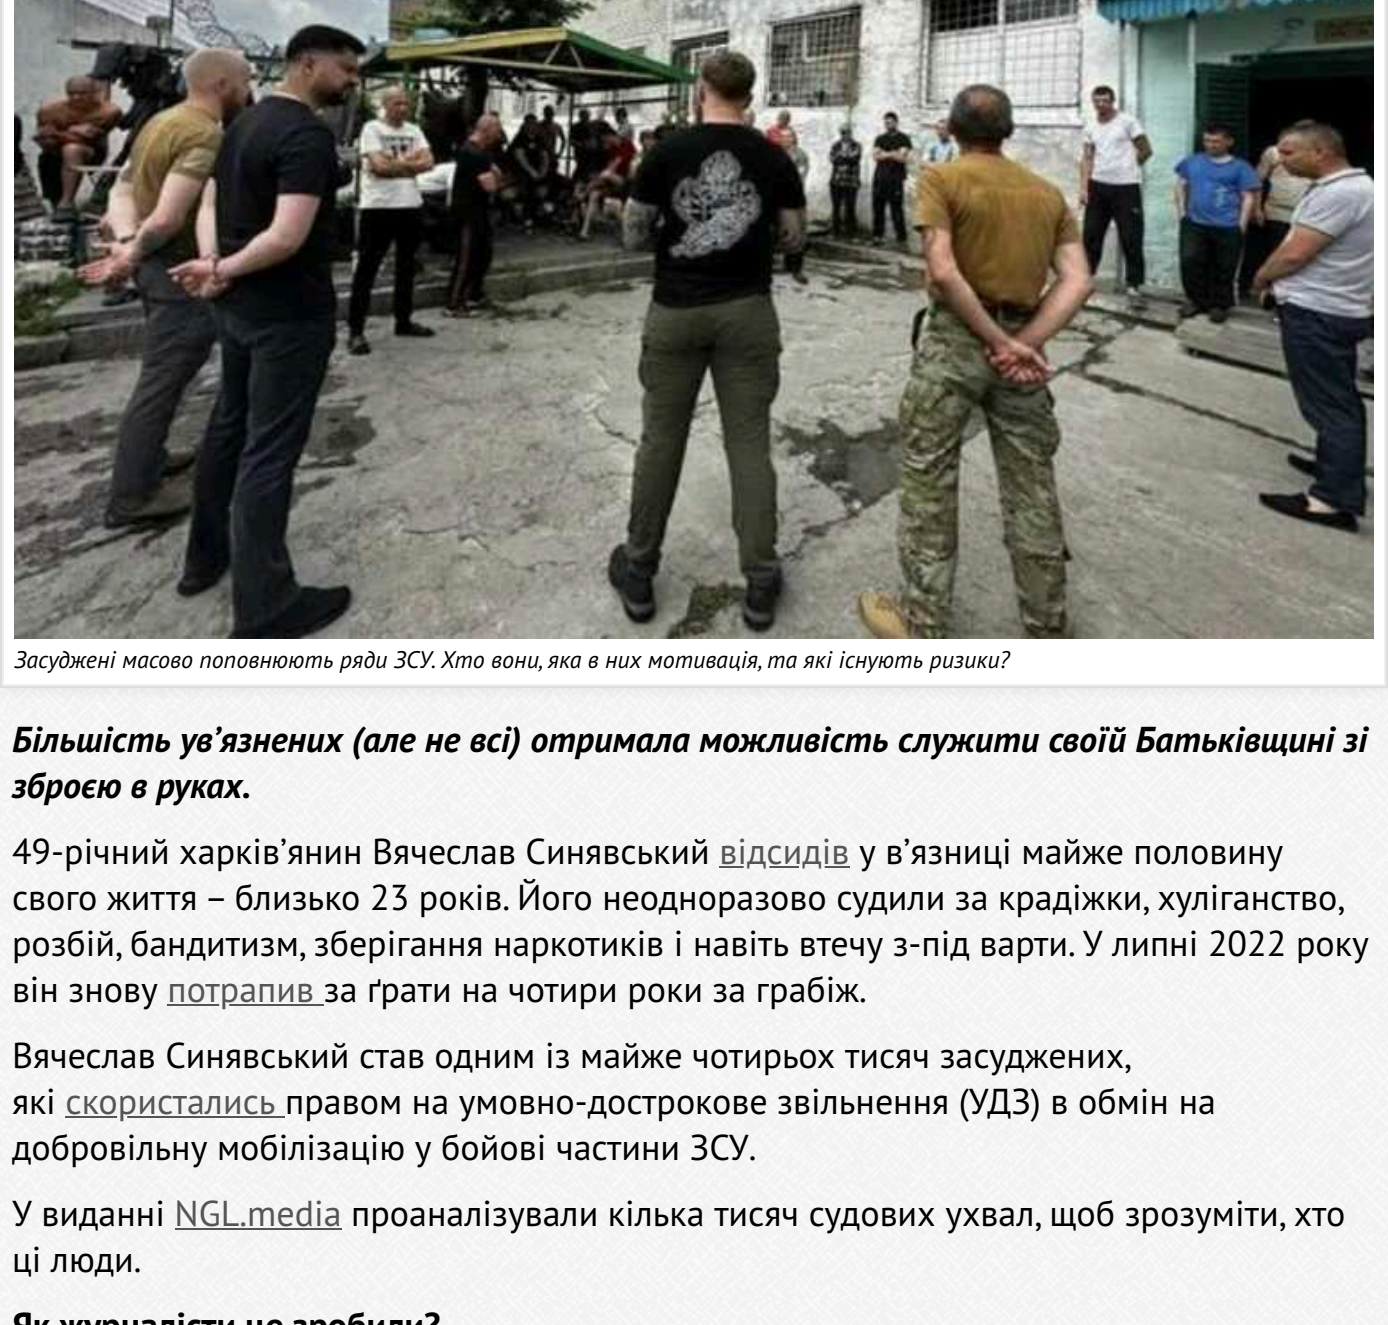 Засуджені масово поповнюють ряди ЗСУ. Хто вони, яка в них мотивація, та які існують ризики?
Більшість ув’язнених (але не всі) отримала можливість служити своїй Батьківщині зі
зброєю в руках.
49-річний харків’янин Вячеслав Синявський відсидів у в’язниці майже половину
свого життя – близько 23 років. Його неодноразово судили за крадіжки, хуліганство,
розбій, бандитизм, зберігання наркотиків і навіть втечу з-під варти. У липні 2022 року
він знову потрапив за ґрати на чотири роки за грабіж.
Вячеслав Синявський став одним із майже чотирьох тисяч засуджених,
які скористались правом на умовно-дострокове звільнення (УДЗ) в обмін на
добровільну мобілізацію у бойові частини ЗСУ.
У виданні NGL.media проаналізували кілька тисяч судових ухвал, щоб зрозуміти, хто
ці люди.
Як журналісти це зробили?